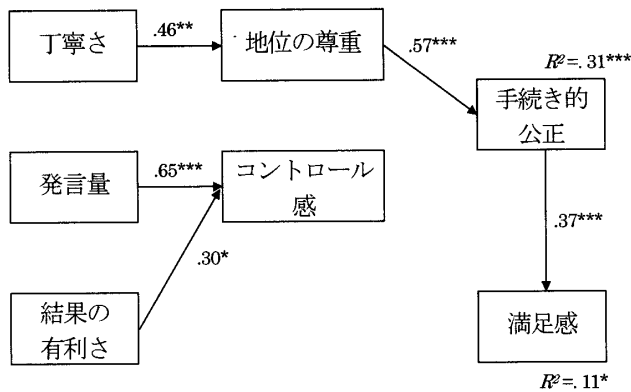 丁寧さ
.46**
地位の尊重
.57***
R²=.31***
手続き的
公正
発言量
.65***
コントロール
感
.30*
.37***
結果の
有利さ
満足感
R²=.11*